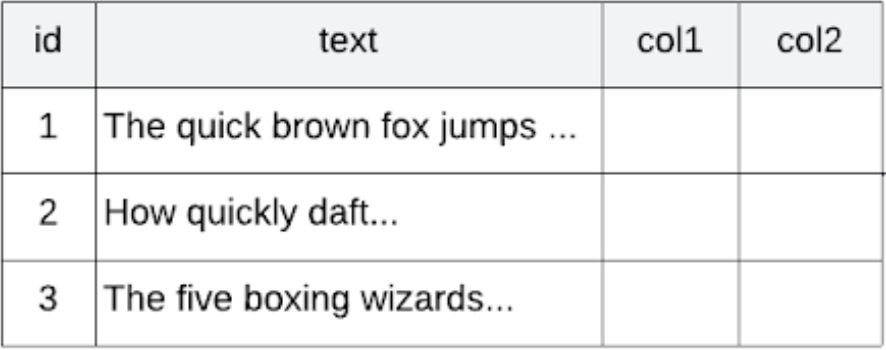 id text col1 col2
1 The quick brown fox jumps ...
2 How quickly daft...
3 The five boxing wizards...